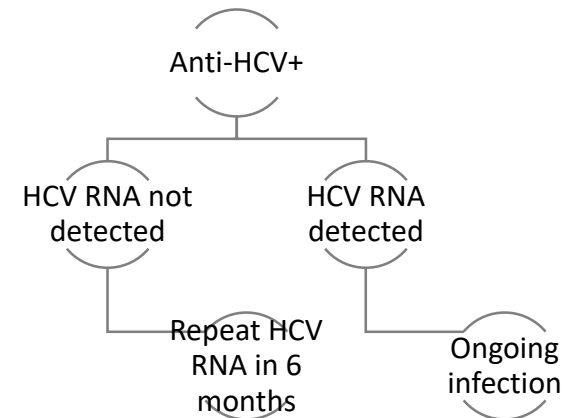 Anti-HCV+
HCV RNA not
detected
HCV RNA
detected
Repeat HCV
RNA in 6
months
Ongoing
infection